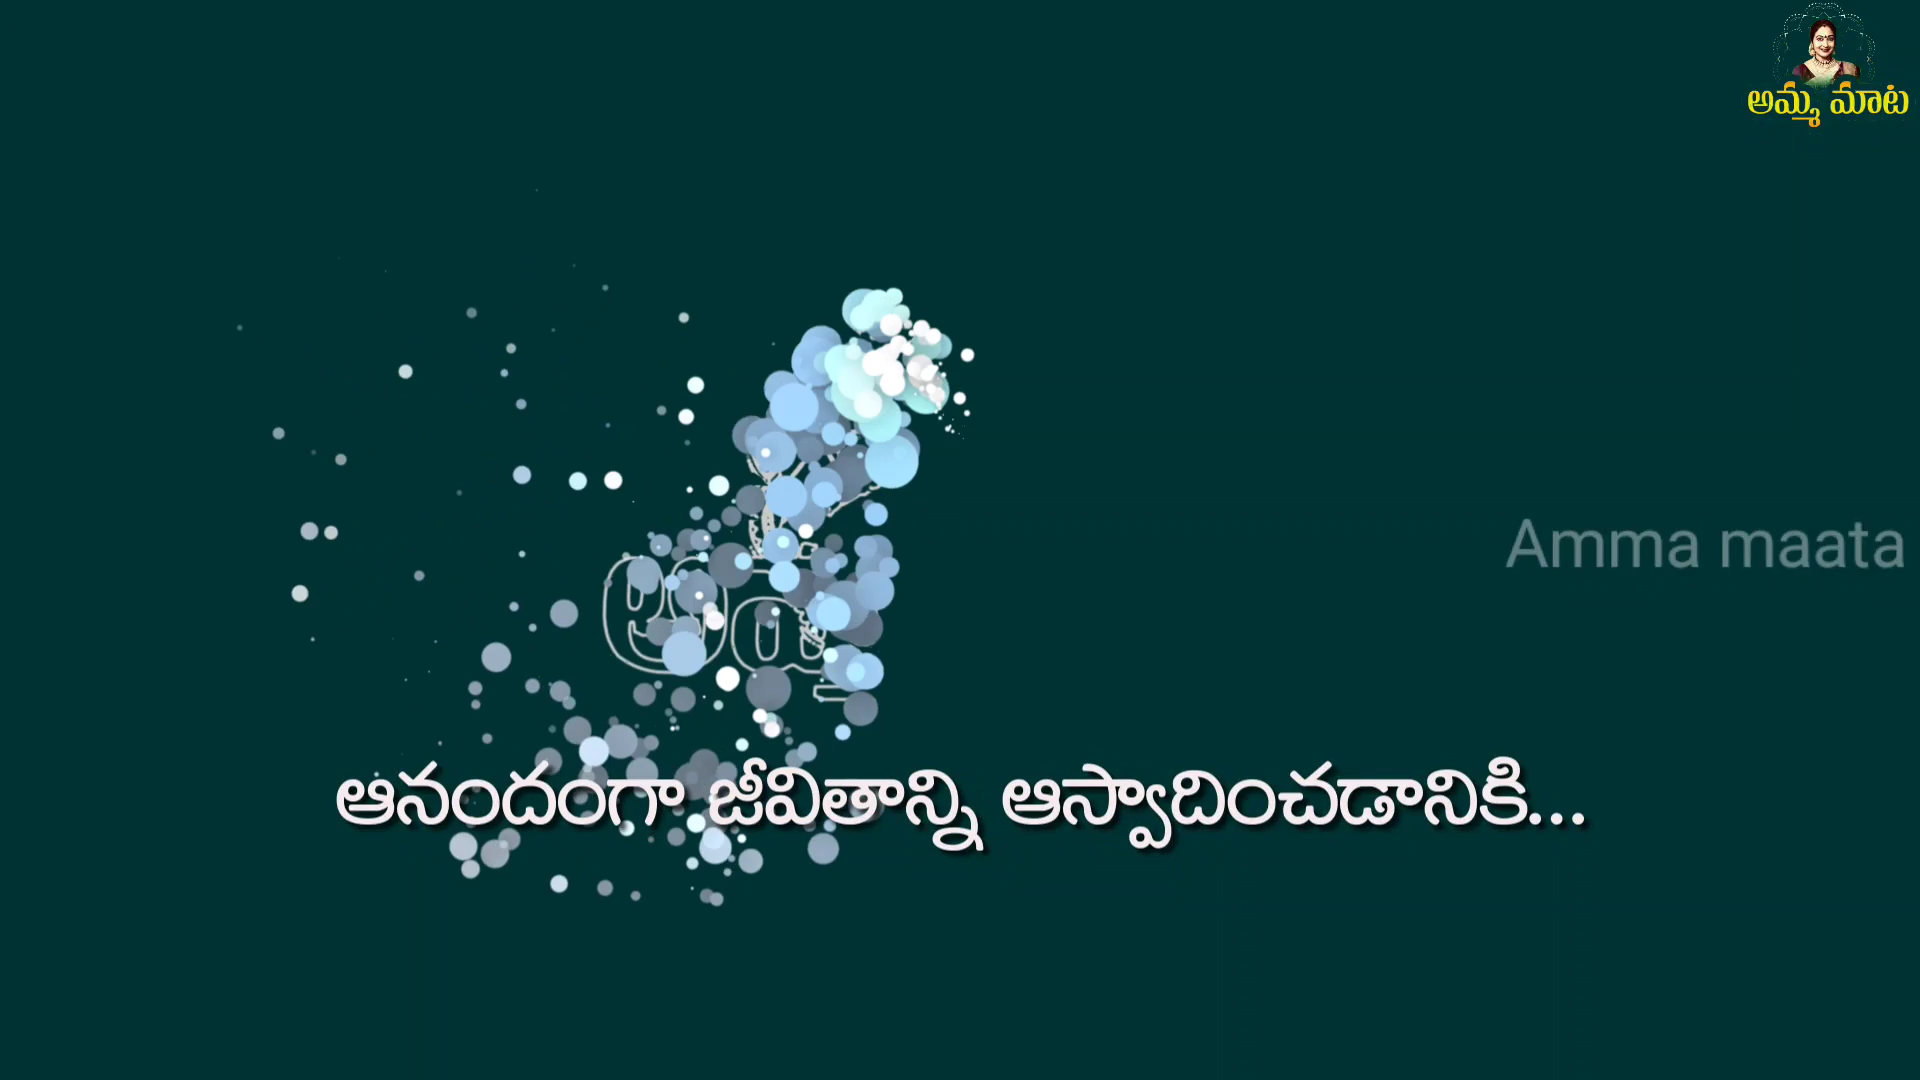 అమ్మ మాట
Amma maata
ఆనందంగా జీవితాన్ని ఆస్వాదించడానికి...